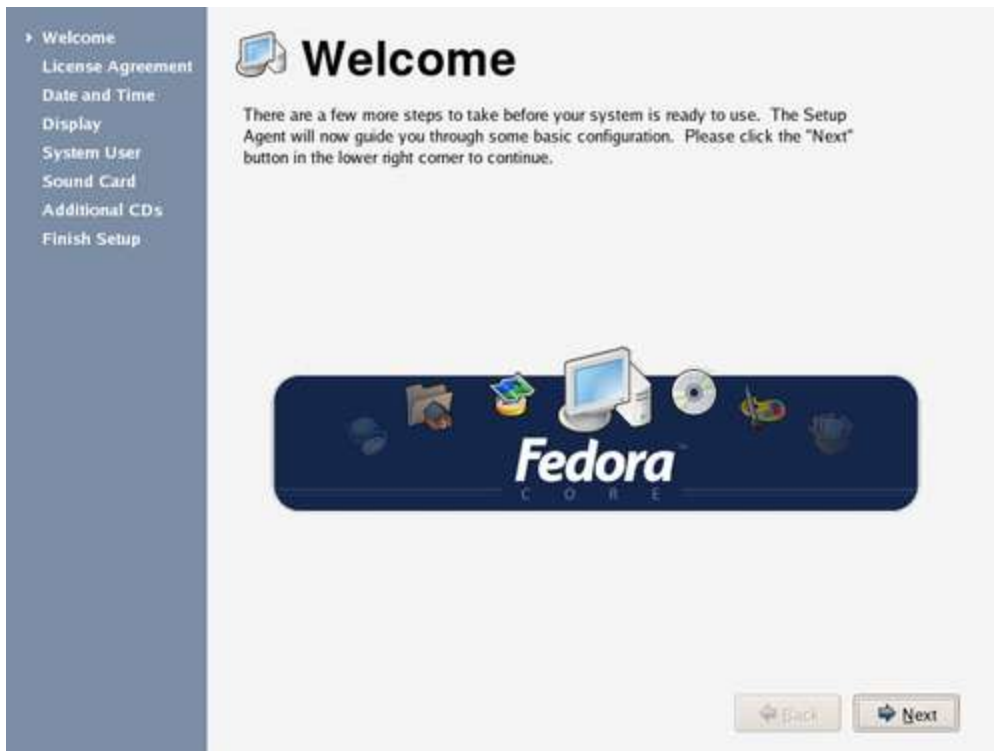 Welcome
License Agreement
Date and Time
Display
System User
Sound Card
Additional CDs
Finish Setup
Welcome
There are a few more steps to take before your system is ready to use. The Setup
Agent will now guide you through some basic configuration. Please click the "Next"
button in the lower right corner to continue.
Fedora™
CORE
Back
Next